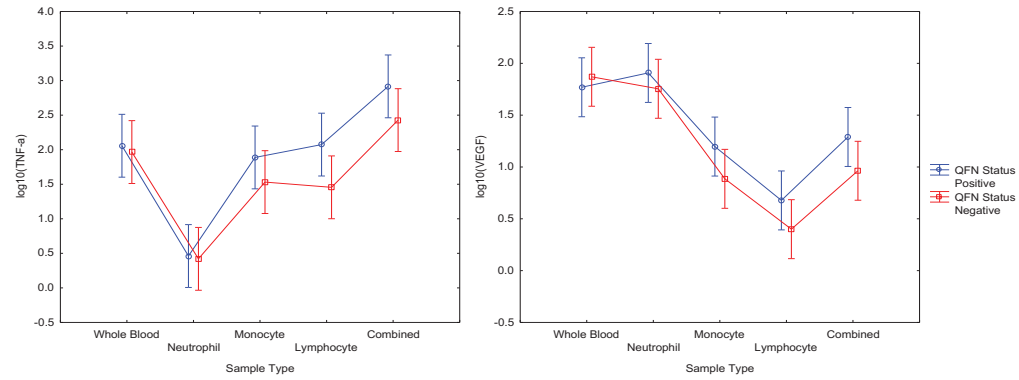 4.0
3.5
3.0
2.5
2.0
1.5
1.0
0.5
0.0
-0.5
log10(TNF-a)
Whole Blood
Neutrophil
Monocyte
Lymphocyte
Combined
Sample Type
2.5
2.0
1.5
1.0
0.5
0.0
-0.5
log10(VEGF)
Whole Blood
Neutrophil
Monocyte
Lymphocyte
Combined
Sample Type
QFN Status
Positive
QFN Status
Negative